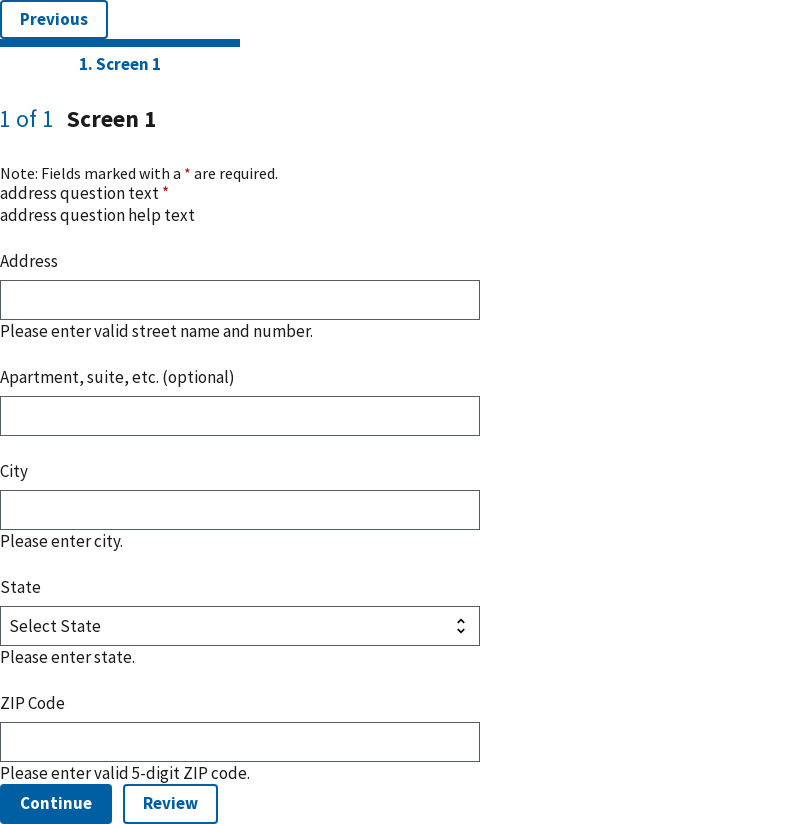 Previous
1. Screen 1
1 of 1 Screen 1
Note: Fields marked with a * are required.
address question text *
address question help text
Address
Please enter valid street name and number.
Apartment, suite, etc. (optional)
City
Please enter city.
State
Select State
Please enter state.
ZIP Code
Please enter valid 5-digit ZIP code.
Continue Review